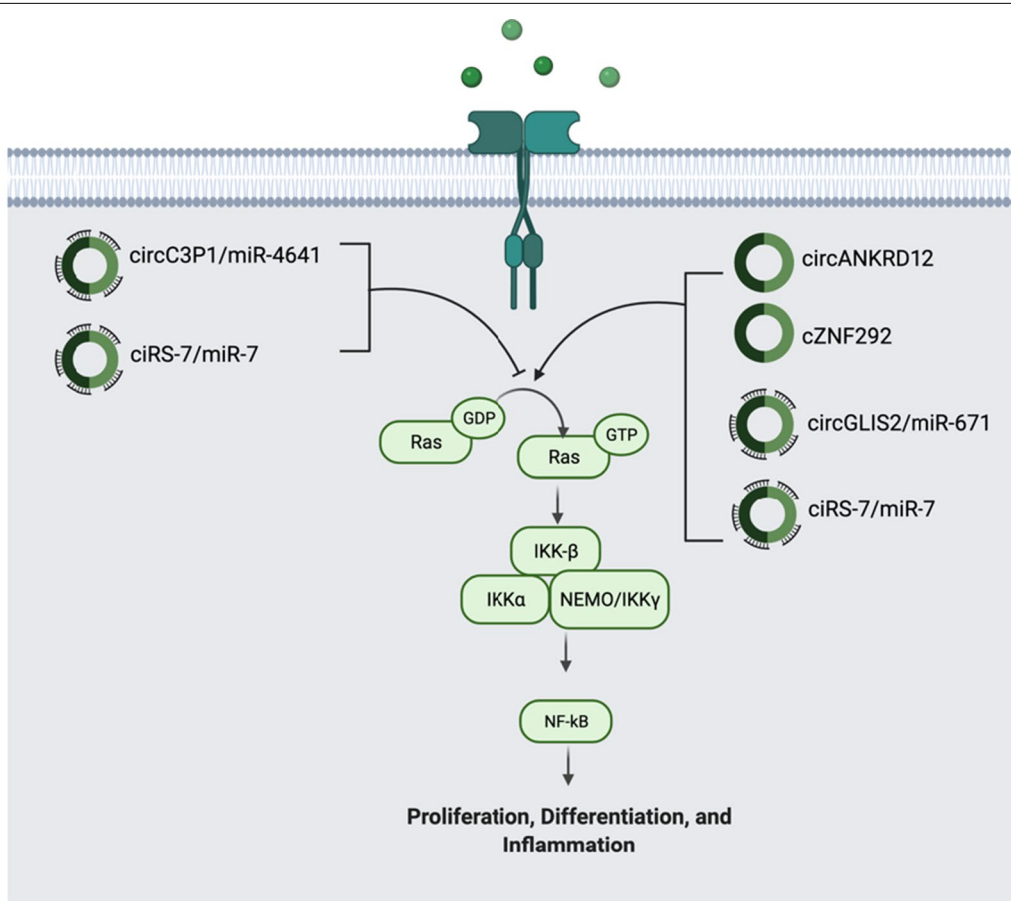 circC3P1/miR-4641
ciRS-7/miR-7
circANKRD12
cZNF292
circGLIS2/miR-671
ciRS-7/miR-7
GDP
Ras
GTP
Ras
IKK-β
IKKα
NEMO/IKKγ
NF-kB
Proliferation, Differentiation, and
Inflammation